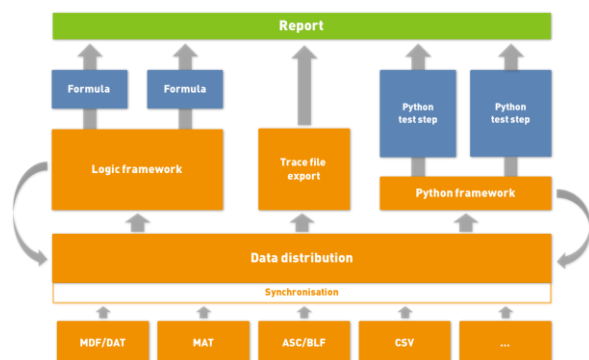 Report
Formula
Formula
Python
test step
Python
test step
Logic framework
Trace file
export
Python framework
Data distribution
Synchronisation
MDF/DAT
MAT
ASC/BLF
CSV
...